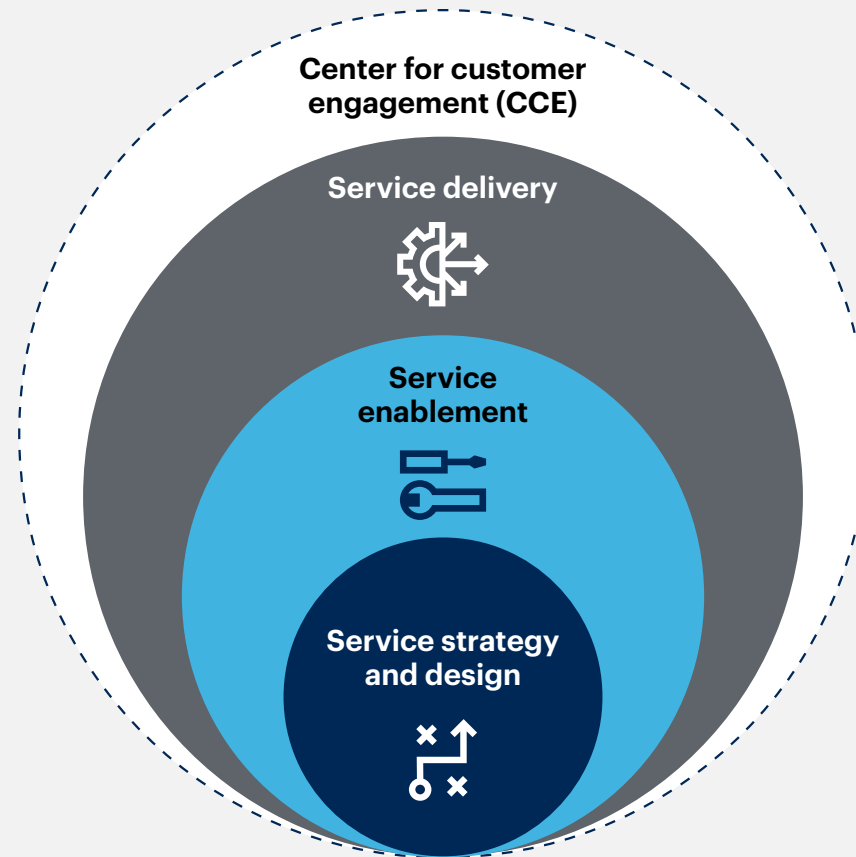 Center for customer
engagement (CCE)
Service delivery
Service
enablement
Service strategy
and design